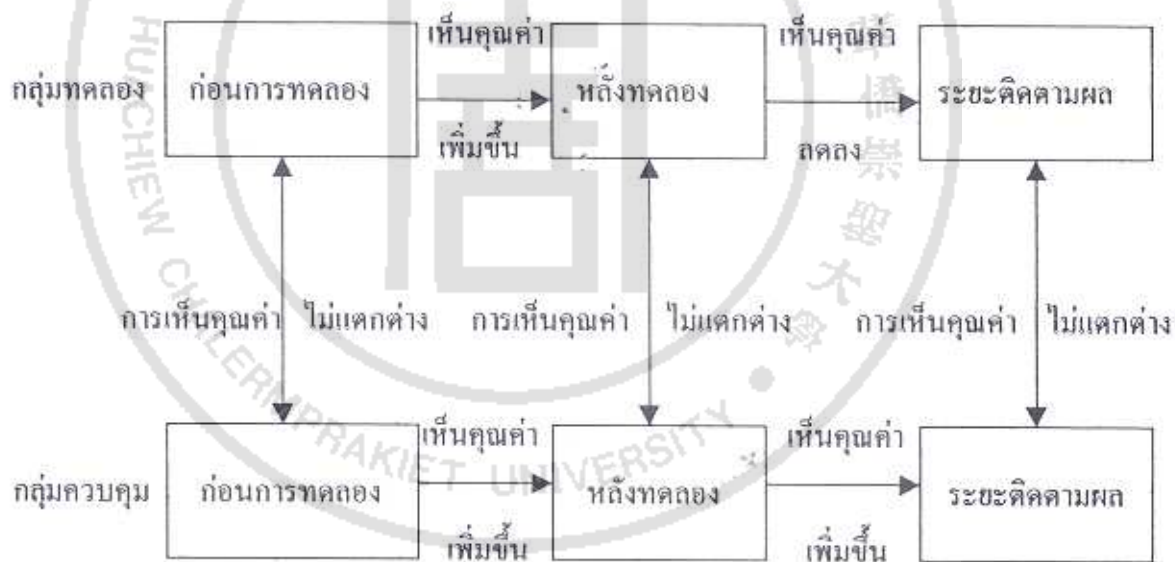 เห็นคุณค่า เห็นคุณค่า
กลุ่มทดลอง ก่อนการทดลอง หลังทดลอง ระยะติดตามผล
เพิ่มขึ้น ลดลง
การเห็นคุณค่า ไม่แตกต่าง การเห็นคุณค่า ไม่แตกต่าง การเห็นคุณค่า ไม่แตกต่าง
เห็นคุณค่า เห็นคุณค่า
กลุ่มควบคุม ก่อนการทดลอง หลังทดลอง ระยะติดตามผล
เพิ่มขึ้น เพิ่มขึ้น
HUACHIEW CHALERMPRAKIET UNIVERSITY